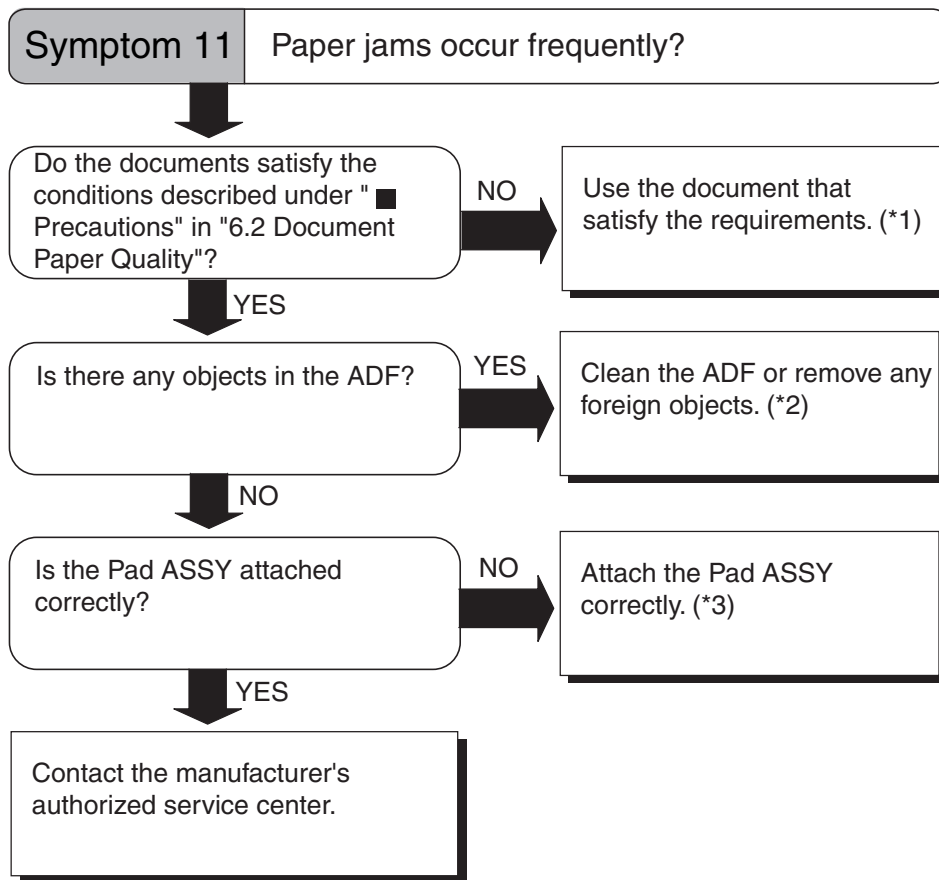 Symptom 11
Paper jams occur frequently?
Do the documents satisfy the
conditions described under " ■
Precautions" in "6.2 Document
Paper Quality"?
NO
Use the document that
satisfy the requirements. (*1)
YES
Is there any objects in the ADF?
YES
Clean the ADF or remove any
foreign objects. (*2)
NO
Is the Pad ASSY attached
correctly?
NO
Attach the Pad ASSY
correctly. (*3)
YES
Contact the manufacturer's
authorized service center.